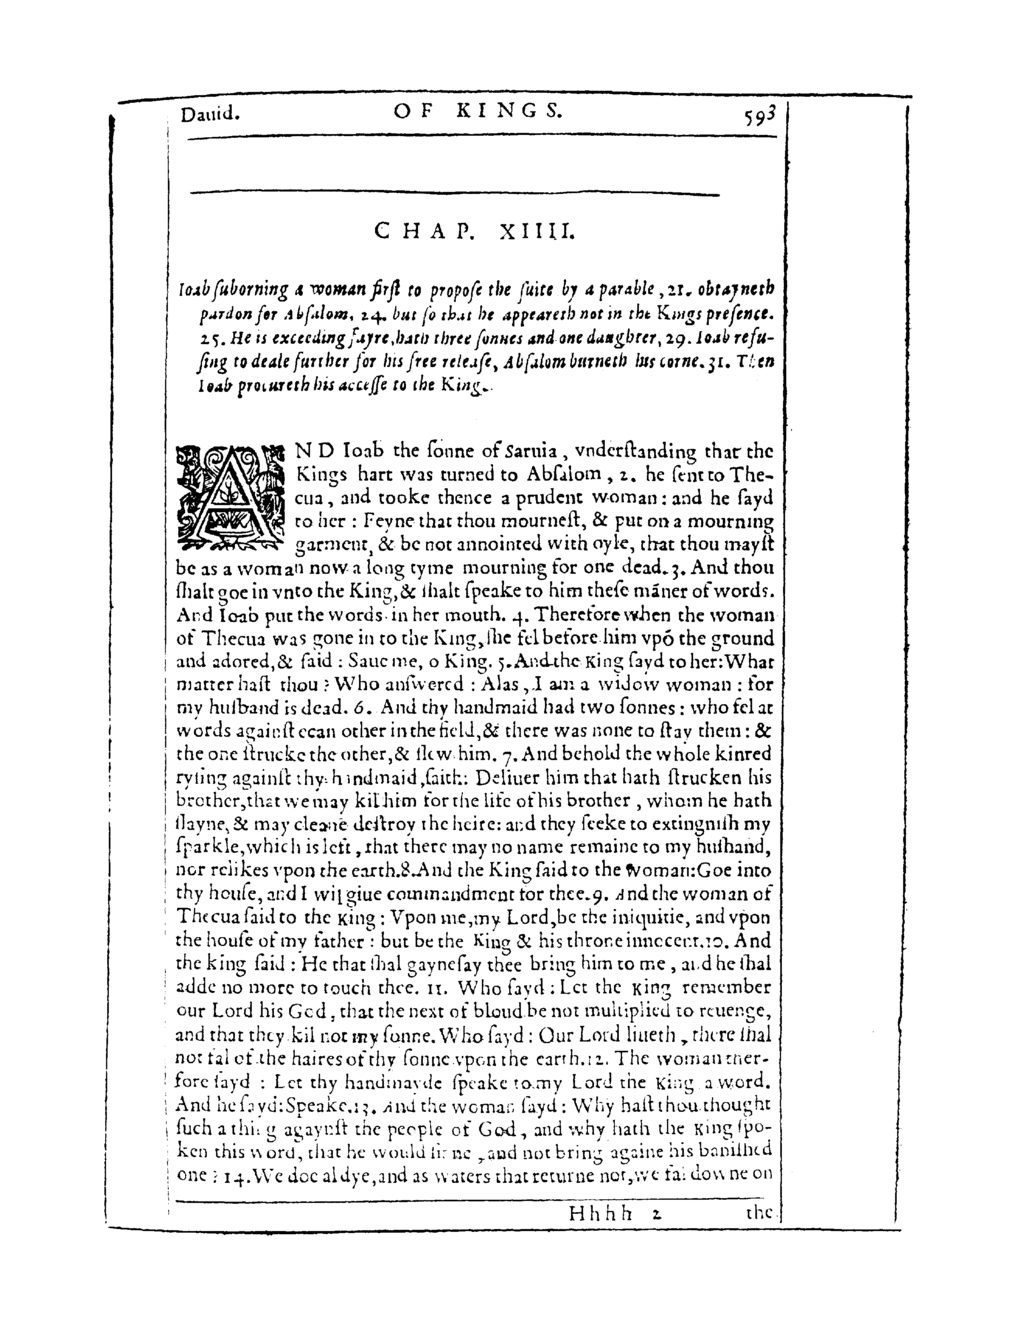 Dauid. OF KINGS. 593
CHAP. XIIII.
Ioab ſuborning a woman firſt to propoſe the ſuite by a parable, 21. obtayneth
pardon for Abſalom, 24. but ſo that he appeareth not in the Kings preſence.
25. He is exceeding fayre, hath three ſonnes and one daughter, 29. Ioab refu-
ſing to deale further for his free releaſe, Abſalom burneth his corne. 31. Then
Ioab procureth his acceſſe to the King.
AND Ioab the ſonne of Saruia, vnderſtanding that the
Kings hart was turned to Abſalom, 2. he ſent to The-
cua, and tooke thence a prudent woman: and he ſayd
to her: Feyne that thou mourneſt, & put on a mourning
garment, & be not annointed with oyle, that thou mayſt
be as a woman now a long tyme mourning for one dead. 3. And thou
ſhalt goe in vnto the King, & ſhalt ſpeake to him theſe māner of words.
And Ioab put the words in her mouth. 4. Therefore when the woman
of Thecua was gone in to the King, ſhe fel before him vpō the ground
and adored, & ſaid: Saue me, o King. 5. And the King ſayd to her: What
matter haſt thou? Who anſwered: Alas, I am a widow woman: for
my huſband is dead. 6. And thy handmaid had two ſonnes: who fel at
words againſt ecan other in the field, & there was none to ſtay them: &
the one ſtrucke the other, & ſlew him. 7. And behold the whole kinred
ryſing againſt thy handmaid, ſaith: Deliuer him that hath ſtrucken his
brother, that we may kil him for the life of his brother, whom he hath
ſlayne, & may cleane deſtroy the heire: and they ſeeke to extinguiſh my
ſparkle, which is left, that there may no name remaine to my huſband,
nor relikes vpon the earth. 8. And the King ſaid to the woman: Goe into
thy houſe, and I wil giue commandment for thee. 9. And the woman of
Thecua ſaid to the King: Vpon me, my Lord, be the iniquitie, and vpon
the houſe of my father: but be the King & his throne innocent. 10. And
the king ſaid: He that ſhal gayneſay thee bring him to me, and he ſhal
adde no more to touch thee. 11. Who ſayd: Let the King remember
our Lord his God, that the next of bloud be not multiplied to reuenge,
and that they kil not my ſonne. Who ſayd: Our Lord liueth, there ſhal
not fal of the haires of thy ſonne vpon the earth. 12. The woman ther-
fore ſayd: Let thy handmayde ſpeake to my Lord the King a word.
And he ſayd: Speake. 13. And the woman ſayd: Why haſt thou thought
ſuch a thing agaynſt the people of God, and why hath the King ſpo-
ken this word, that he would ſinne, and not bring againe his baniſhed
one? 14. We doe al dye, and as waters that returne not, we fal downe on
Hhhh 2 the